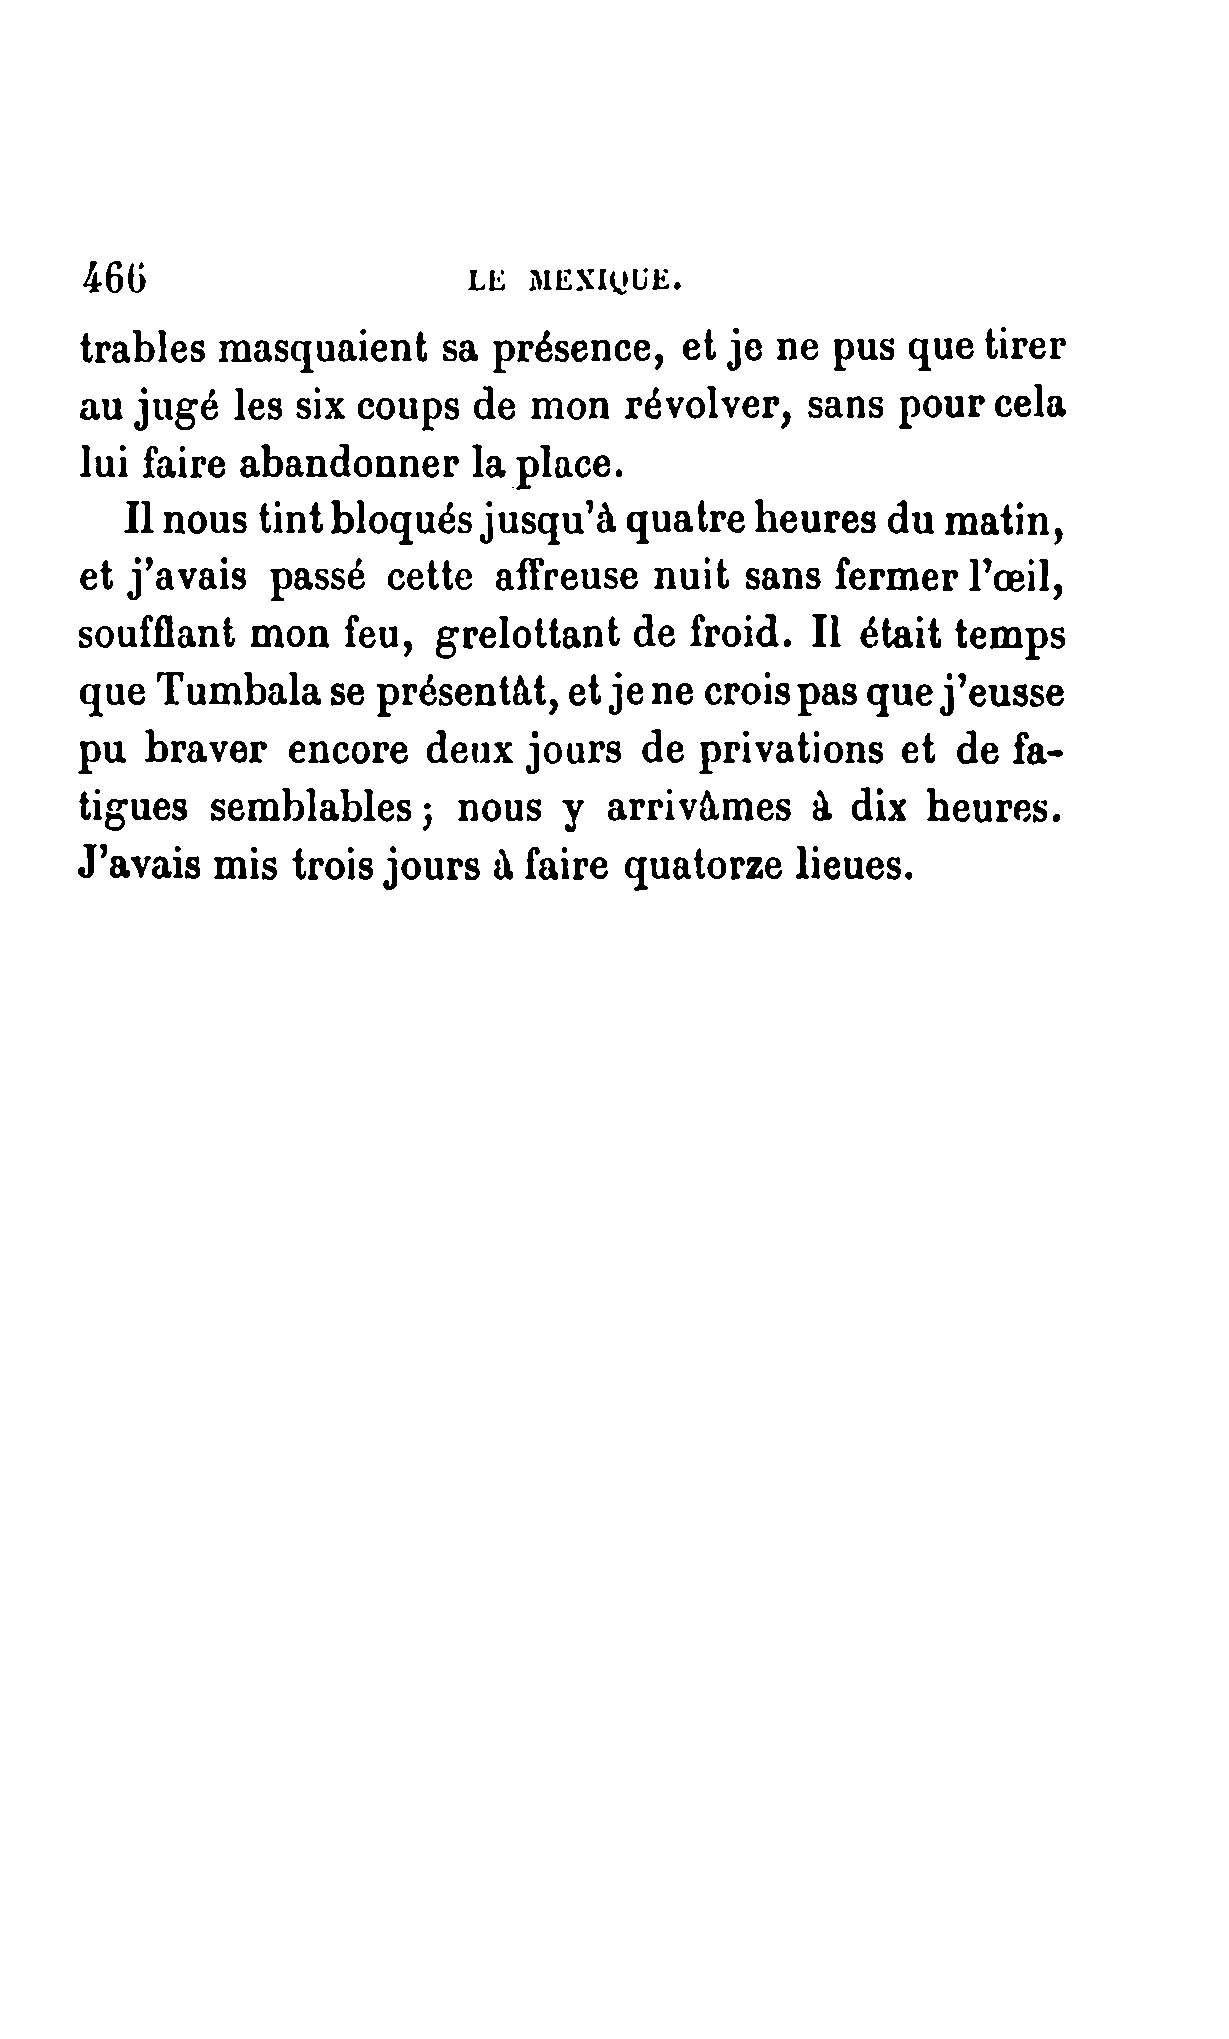 466 LE MEXIQUE.
trables masquaient sa présence, et je ne pus que tirer
au jugé les six coups de mon révolver, sans pour cela
lui faire abandonner la place.
Il nous tint bloqués jusqu'à quatre heures du matin,
et j'avais passé cette affreuse nuit sans fermer l'œil,
soufflant mon feu, grelottant de froid. Il était temps
que Tumbala se présentât, et je ne crois pas que j'eusse
pu braver encore deux jours de privations et de fa-
tigues semblables; nous y arrivâmes à dix heures.
J'avais mis trois jours à faire quatorze lieues.